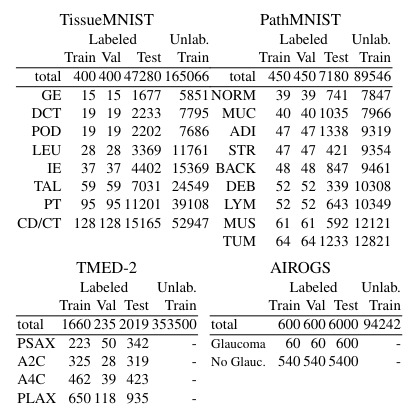 TissueMNIST
Labeled Unlab.
Train Val Test Train
total 400 400 47280 165066
GE 15 15 1677 5851
DCT 19 19 2233 7795
POD 19 19 2202 7686
LEU 28 28 3369 11761
IE 37 37 4402 15369
TAL 59 59 7031 24549
PT 95 95 11201 39108
CD/CT 128 128 15165 52947
PathMNIST
Labeled Unlab.
Train Val Test Train
total 450 450 7180 89546
NORM 39 39 741 7847
MUC 40 40 1035 7966
ADI 47 47 1338 9319
STR 47 47 421 9354
BACK 48 48 847 9461
DEB 52 52 339 10308
LYM 52 52 643 10349
MUS 61 61 592 12121
TUM 64 64 1233 12821
TMED-2
Labeled Unlab.
Train Val Test Train
total 1660 235 2019 353500
PSAX 223 50 342 -
A2C 325 28 319 -
A4C 462 39 423 -
PLAX 650 118 935 -
AIROGS
Labeled Unlab.
Train Val Test Train
total 600 600 6000 94242
Glaucoma 60 60 600 -
No Glauc. 540 540 5400 -